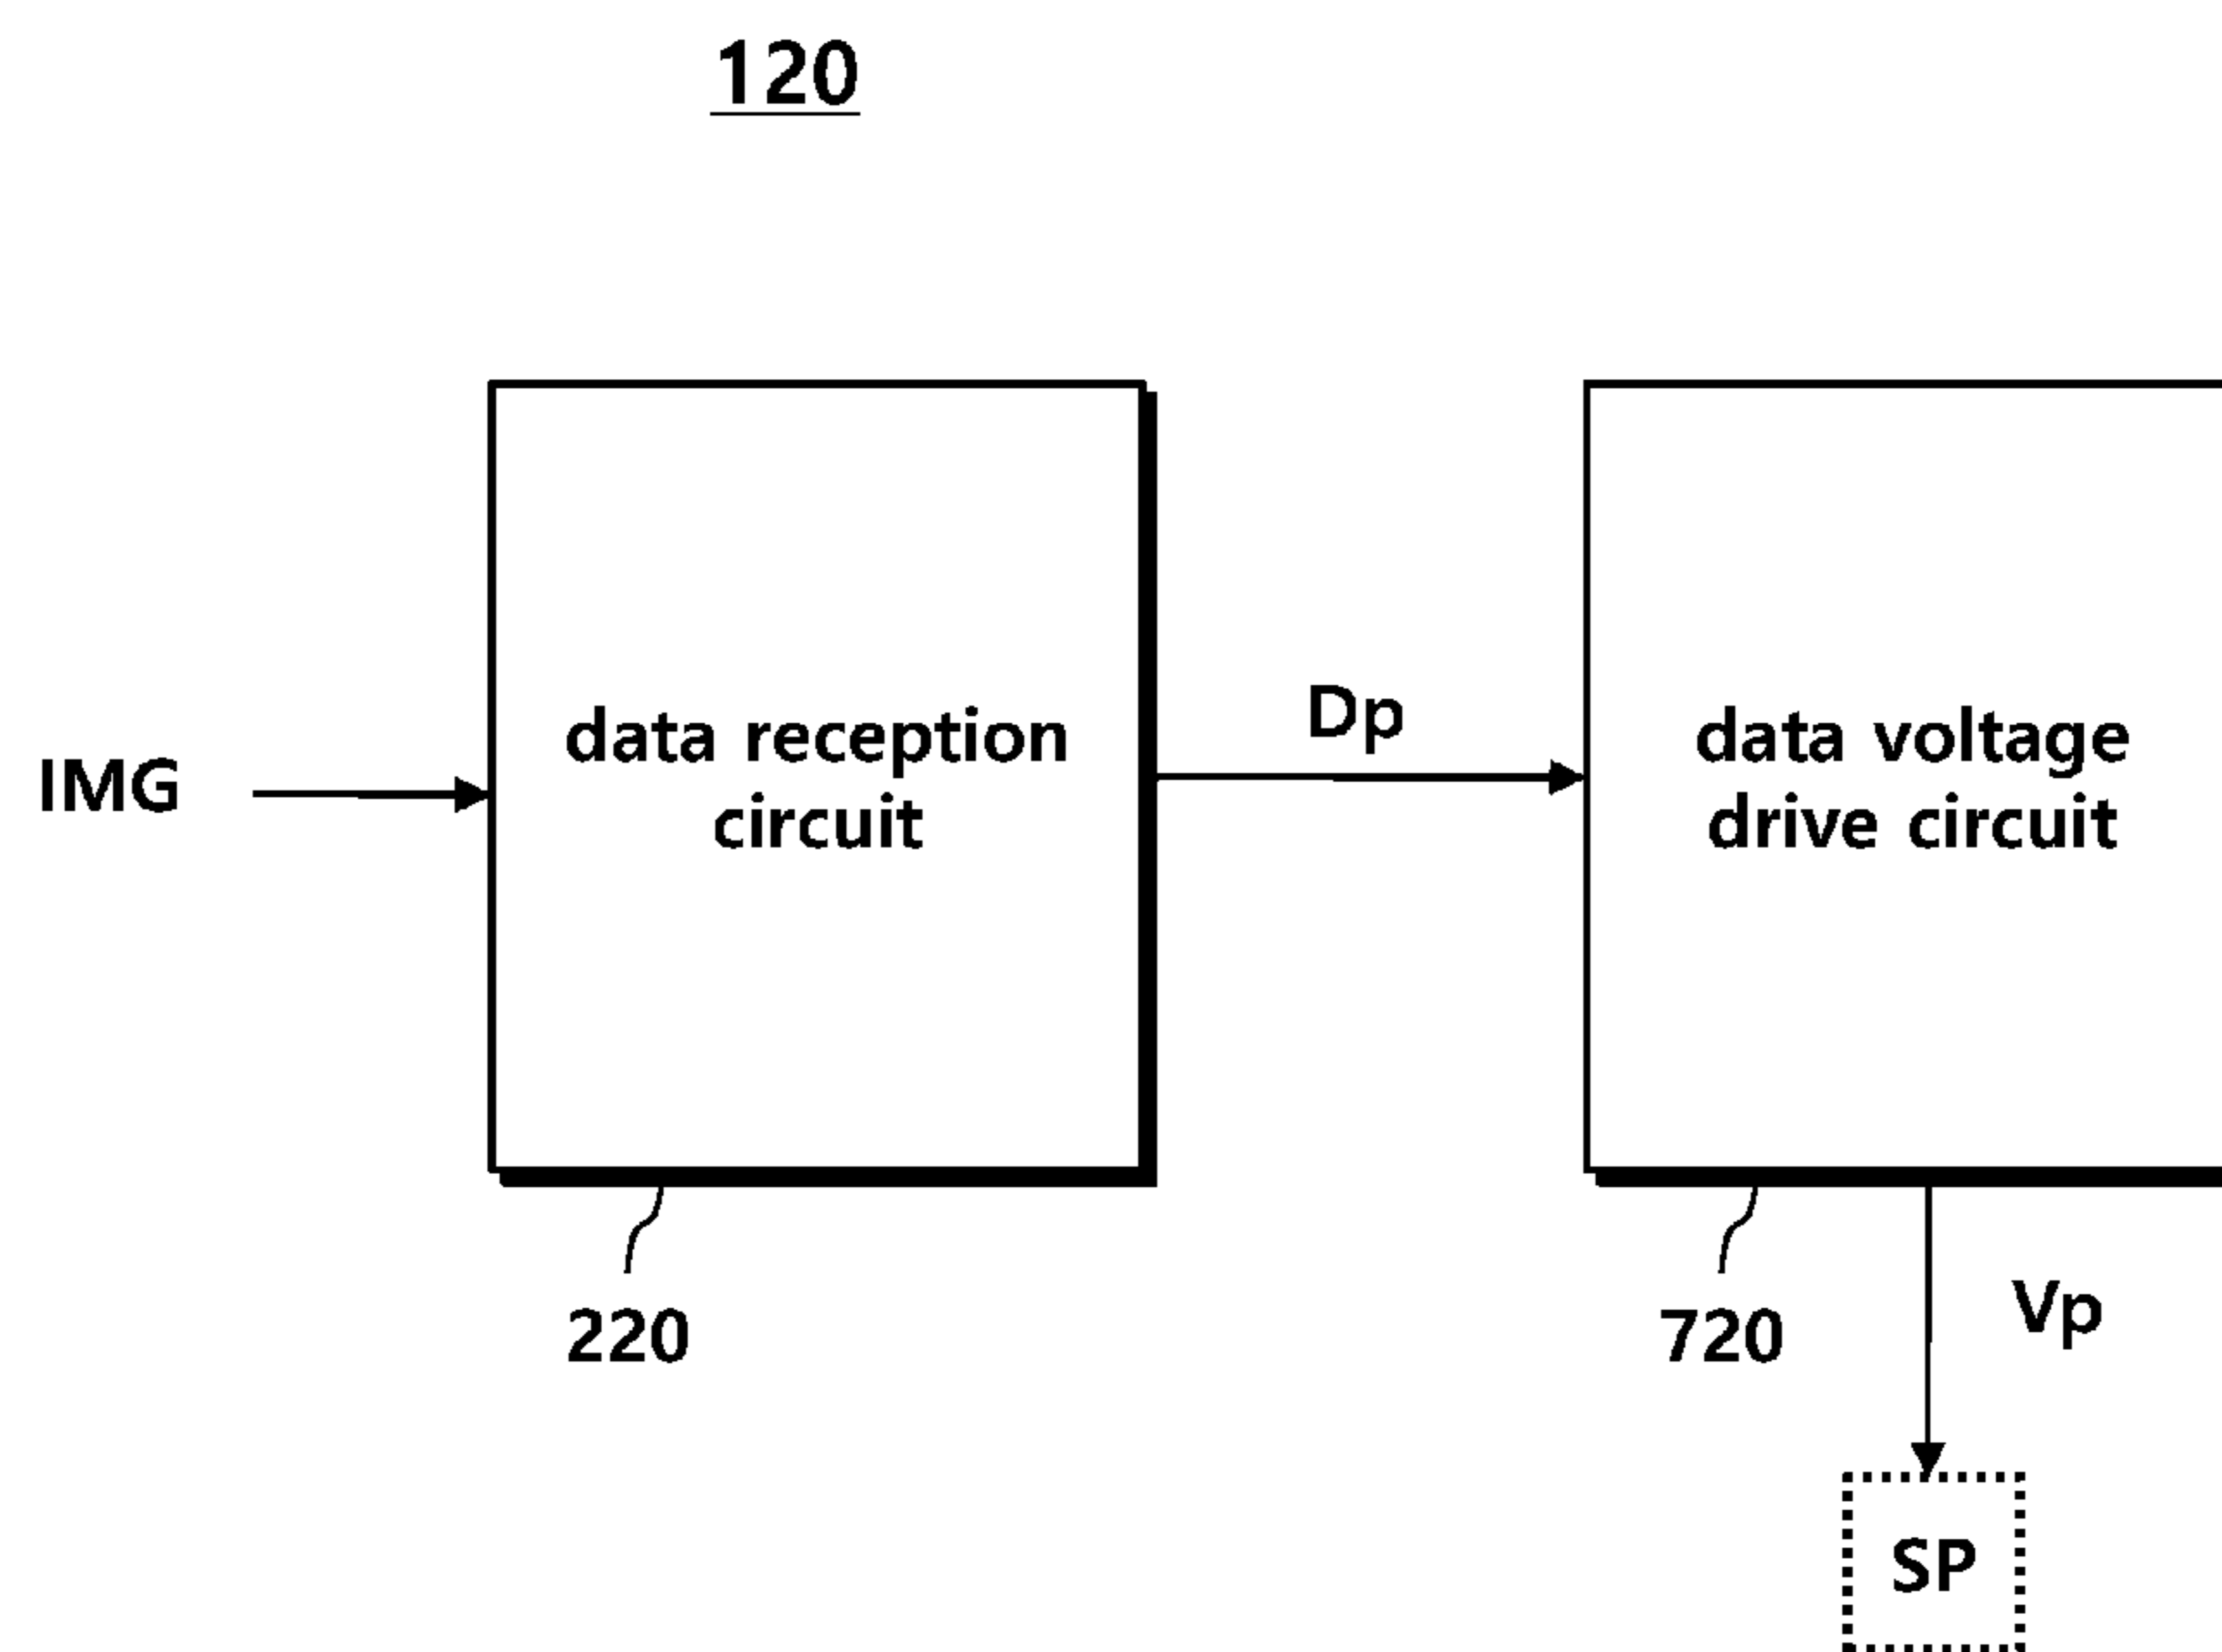 120
IMG
data reception
circuit
Dp
data voltage
drive circuit
220
720
Vp
SP